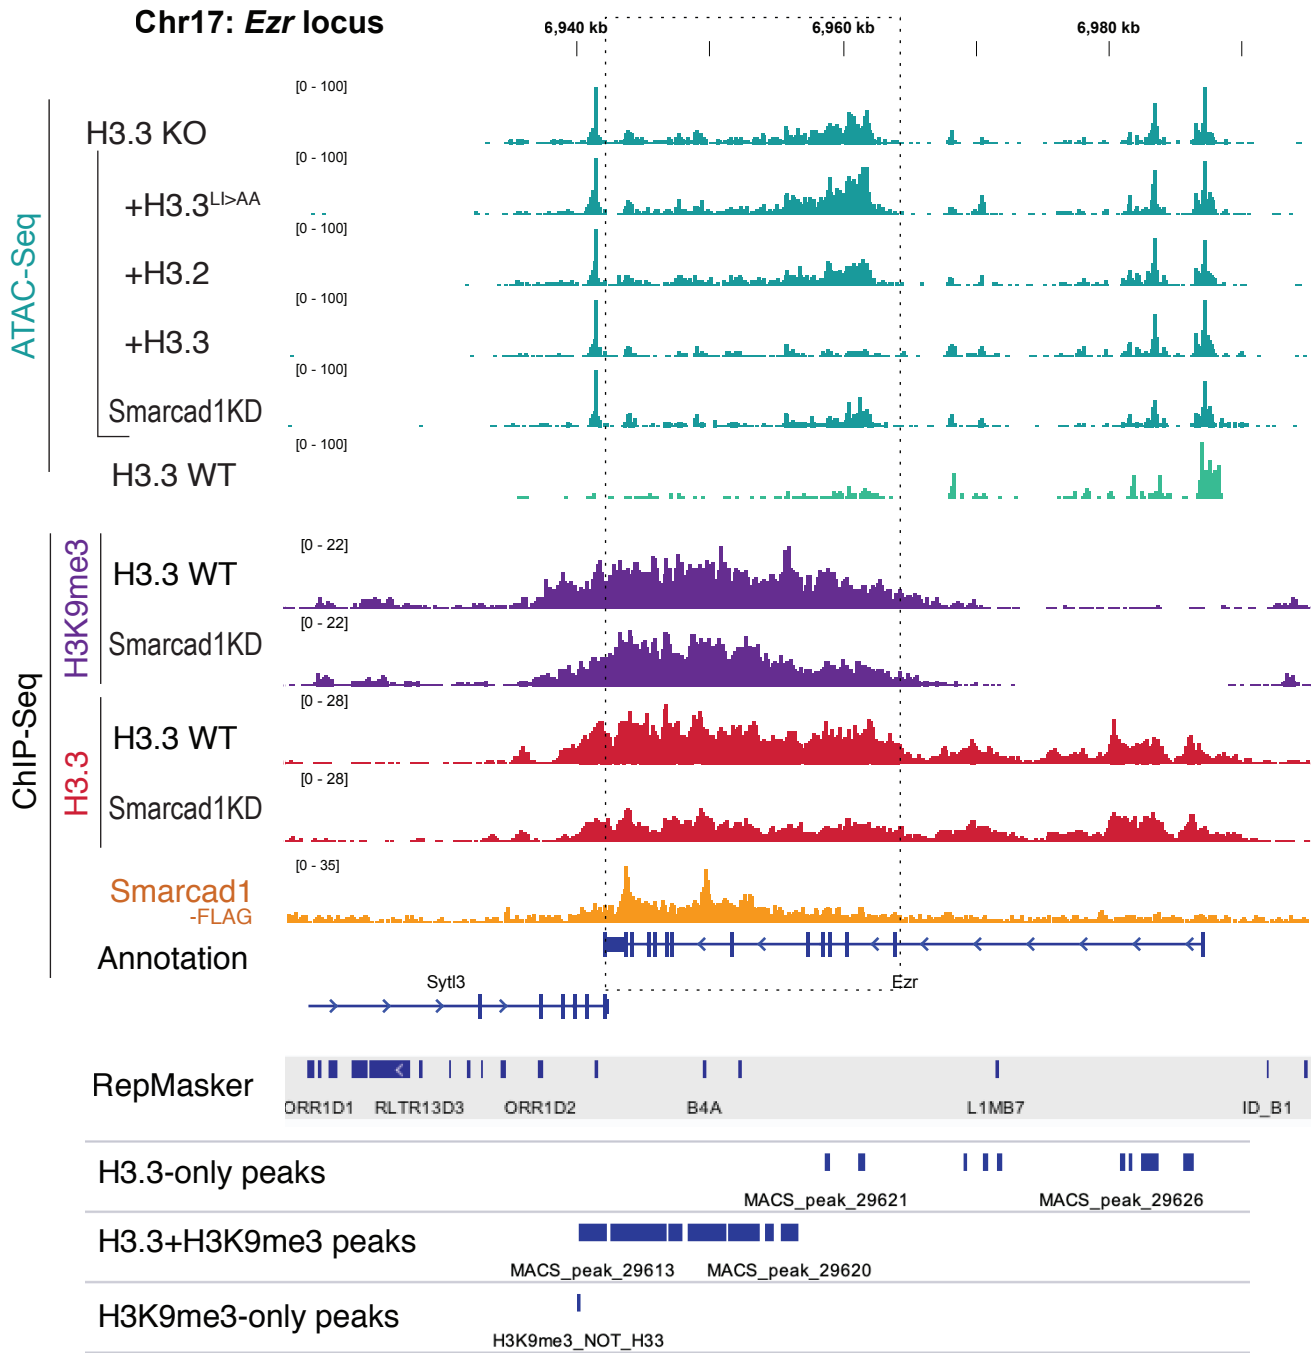 Chr17: Ezr locus
6,940 kb 6,960 kb 6,980 kb
ATAC-Seq
[0 - 100]
H3.3 KO
[0 - 100]
+H3.3LI>AA
[0 - 100]
+H3.2
[0 - 100]
+H3.3
[0 - 100]
Smarcad1KD
[0 - 100]
H3.3 WT
ChIP-Seq
H3K9me3
[0 - 22]
H3.3 WT
[0 - 22]
Smarcad1KD
H3.3
[0 - 28]
H3.3 WT
[0 - 28]
Smarcad1KD
[0 - 35]
Smarcad1
-FLAG
Annotation
Sytl3 Ezr
RepMasker
ORR1D1 RLTR13D3 ORR1D2 B4A L1MB7 ID_B1
H3.3-only peaks
MACS_peak_29621 MACS_peak_29626
H3.3+H3K9me3 peaks
MACS_peak_29613 MACS_peak_29620
H3K9me3-only peaks
H3K9me3_NOT_H33